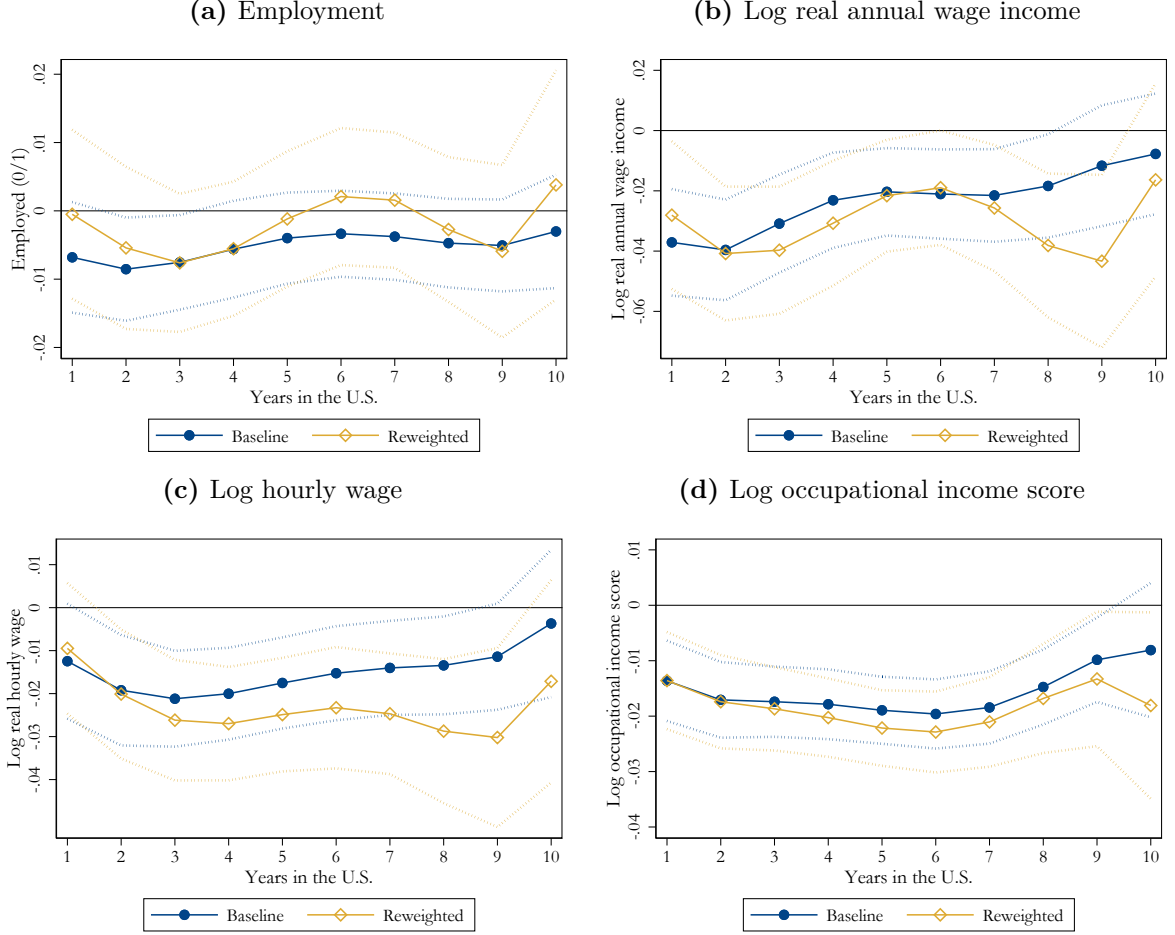 (a) Employment
Employed (0/1)
.02
.01
0
-.01
-.02
1 2 3 4 5 6 7 8 9 10
Years in the U.S.
Baseline Reweighted
(b) Log real annual wage income
Log real annual wage income
.02
0
-.02
-.04
-.06
1 2 3 4 5 6 7 8 9 10
Years in the U.S.
Baseline Reweighted
(c) Log hourly wage
Log real hourly wage
.01
0
-.01
-.02
-.03
-.04
1 2 3 4 5 6 7 8 9 10
Years in the U.S.
Baseline Reweighted
(d) Log occupational income score
Log occupational income score
.01
0
-.01
-.02
-.03
-.04
1 2 3 4 5 6 7 8 9 10
Years in the U.S.
Baseline Reweighted